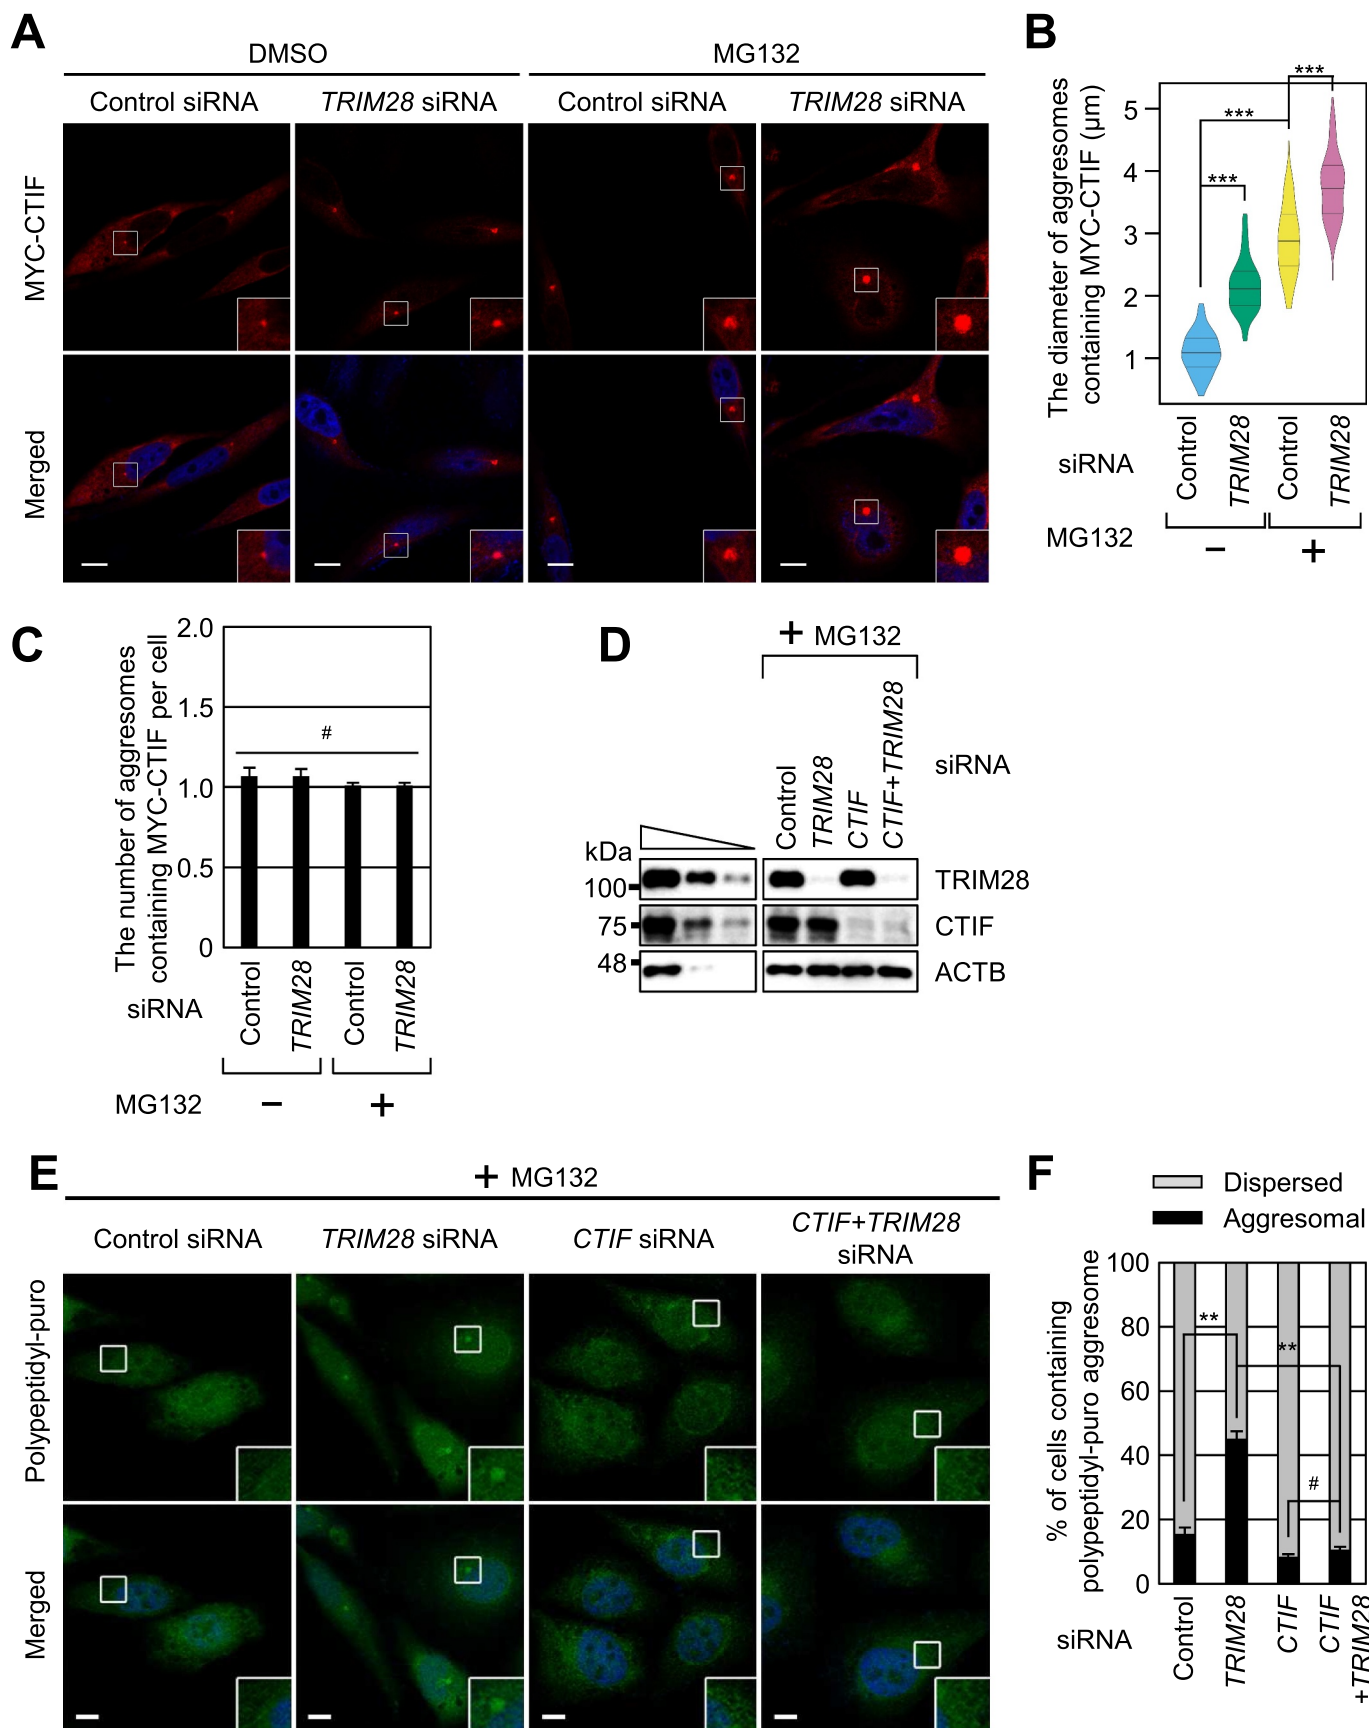 A
DMSO
MG132
Control siRNA
TRIM28 siRNA
Control siRNA
TRIM28 siRNA
MYC-CTIF
Merged
B
The diameter of aggresomes
containing MYC-CTIF (μm)
5
4
3
2
1
***
***
***
siRNA
Control
TRIM28
Control
TRIM28
MG132
−
+
C
The number of aggresomes
containing MYC-CTIF per cell
2.0
1.5
1.0
0.5
0
#
siRNA
Control
TRIM28
Control
TRIM28
MG132
−
+
D
+ MG132
Control
TRIM28
CTIF
CTIF+TRIM28
siRNA
kDa
100
75
48
TRIM28
CTIF
ACTB
E
+ MG132
Control siRNA
TRIM28 siRNA
CTIF siRNA
CTIF+TRIM28
siRNA
Polypeptidyl-puro
Merged
F
Dispersed
Aggresomal
% of cells containing
polypeptidyl-puro aggresome
100
80
60
40
20
0
**
**
#
siRNA
Control
TRIM28
CTIF
CTIF
+TRIM28